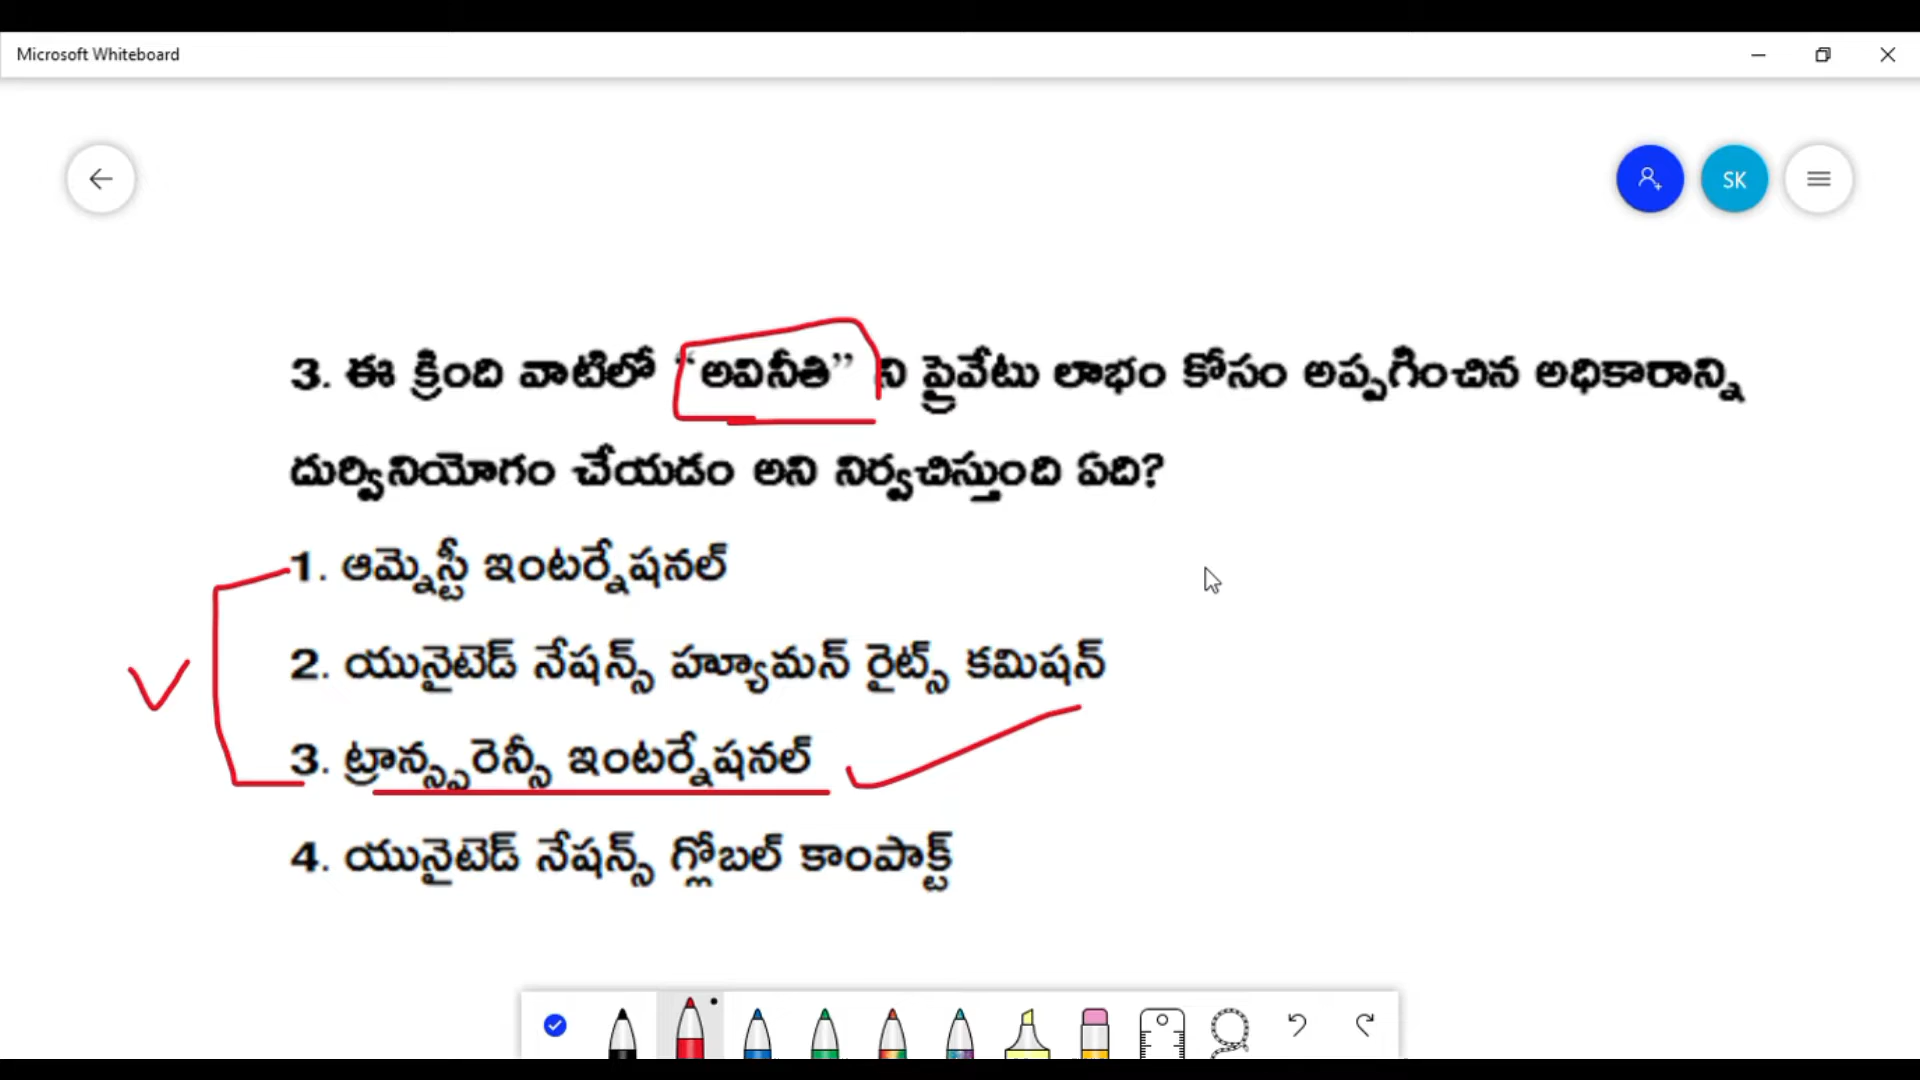 Microsoft Whiteboard
SK
3. ఈ క్రింది వాటిలో “అవినీతి” ని ప్రైవేటు లాభం కోసం అప్పగించిన అధికారాన్ని
దుర్వినియోగం చేయడం అని నిర్వచిస్తుంది ఏది?
1. ఆమ్నెస్టీ ఇంటర్నేషనల్
2. యునైటెడ్ నేషన్స్ హ్యూమన్ రైట్స్ కమిషన్
3. ట్రాన్స్పరెన్సీ ఇంటర్నేషనల్
4. యునైటెడ్ నేషన్స్ గ్లోబల్ కాంపాక్ట్